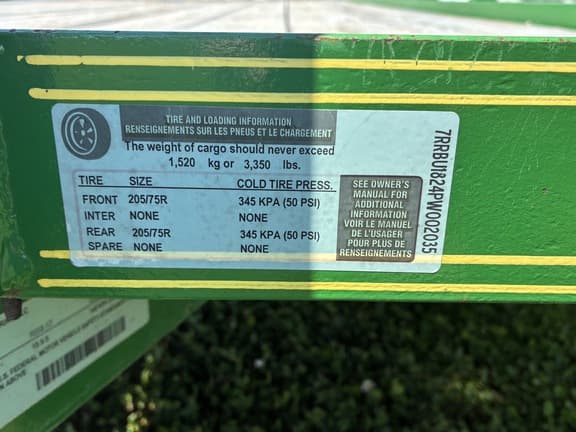 TIRE AND LOADING INFORMATION
RENSEIGNEMENTS SUR LES PNEUS ET LE CHARGEMENT
The weight of cargo should never exceed
1,520 kg or 3,350 lbs.
TIRE SIZE COLD TIRE PRESS.
FRONT 205/75R 345 KPA (50 PSI)
INTER NONE NONE
REAR 205/75R 345 KPA (50 PSI)
SPARE NONE NONE
SEE OWNER'S
MANUAL FOR
ADDITIONAL
INFORMATION
VOIR LE MANUEL
DE L'USAGER
POUR PLUS DE
RENSEIGNEMENTS
7RRBU1824PW002035